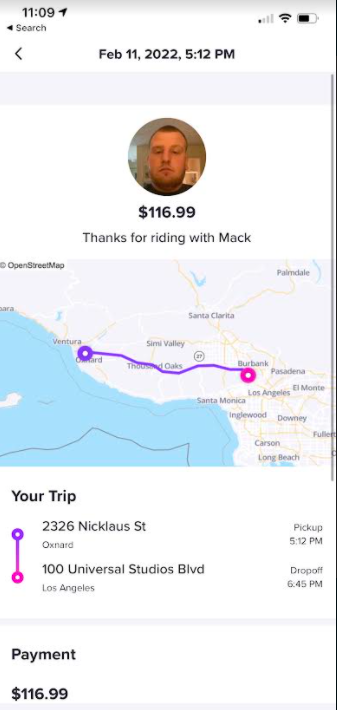 11:09
Search
Feb 11, 2022, 5:12 PM
$116.99
Thanks for riding with Mack
© OpenStreetMap
Palmdale
bara
Santa Clarita
Ventura
Simi Valley
Oxnard
Thousand Oaks
27
Burbank
Pasadena
Los Angeles
El Monte
Santa Monica
Inglewood
Downey
Fullert
Carson
Long Beach
Your Trip
2326 Nicklaus St
Pickup
Oxnard
5:12 PM
100 Universal Studios Blvd
Dropoff
Los Angeles
6:45 PM
Payment
$116.99